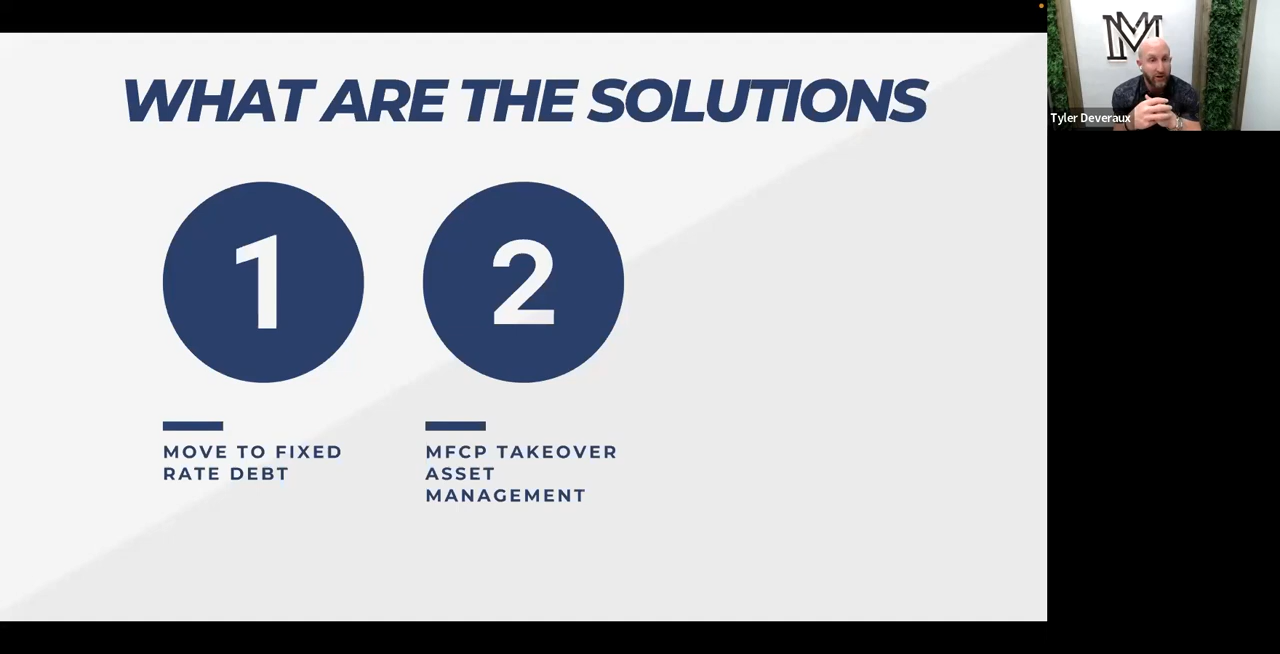 WHAT ARE THE SOLUTIONS
1
2
MOVE TO FIXED
RATE DEBT
MFCP TAKEOVER
ASSET
MANAGEMENT
Tyler Deveraux